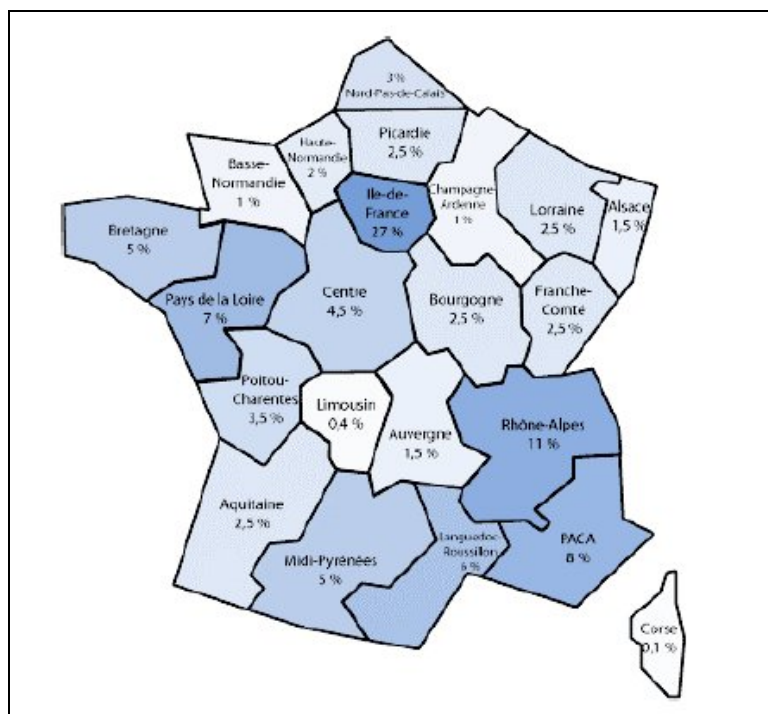 3 %
Nord-Pas-de-Calais
Picardie
2,5 %
Haute-
Normandie
2 %
Basse-
Normandie
1 %
Ile-de-
France
27 %
Champagne-
Ardenne
1 %
Lorraine
2,5 %
Alsace
1,5 %
Bretagne
5 %
Pays de la Loire
7 %
Centre
4,5 %
Bourgogne
2,5 %
Franche-
Comté
2,5 %
Poitou-
Charentes
3,5 %
Limousin
0,4 %
Auvergne
1,5 %
Rhône-Alpes
11 %
Aquitaine
2,5 %
Midi-Pyrénées
5 %
Languedoc-
Roussillon
6 %
PACA
8 %
Corse
0,1 %